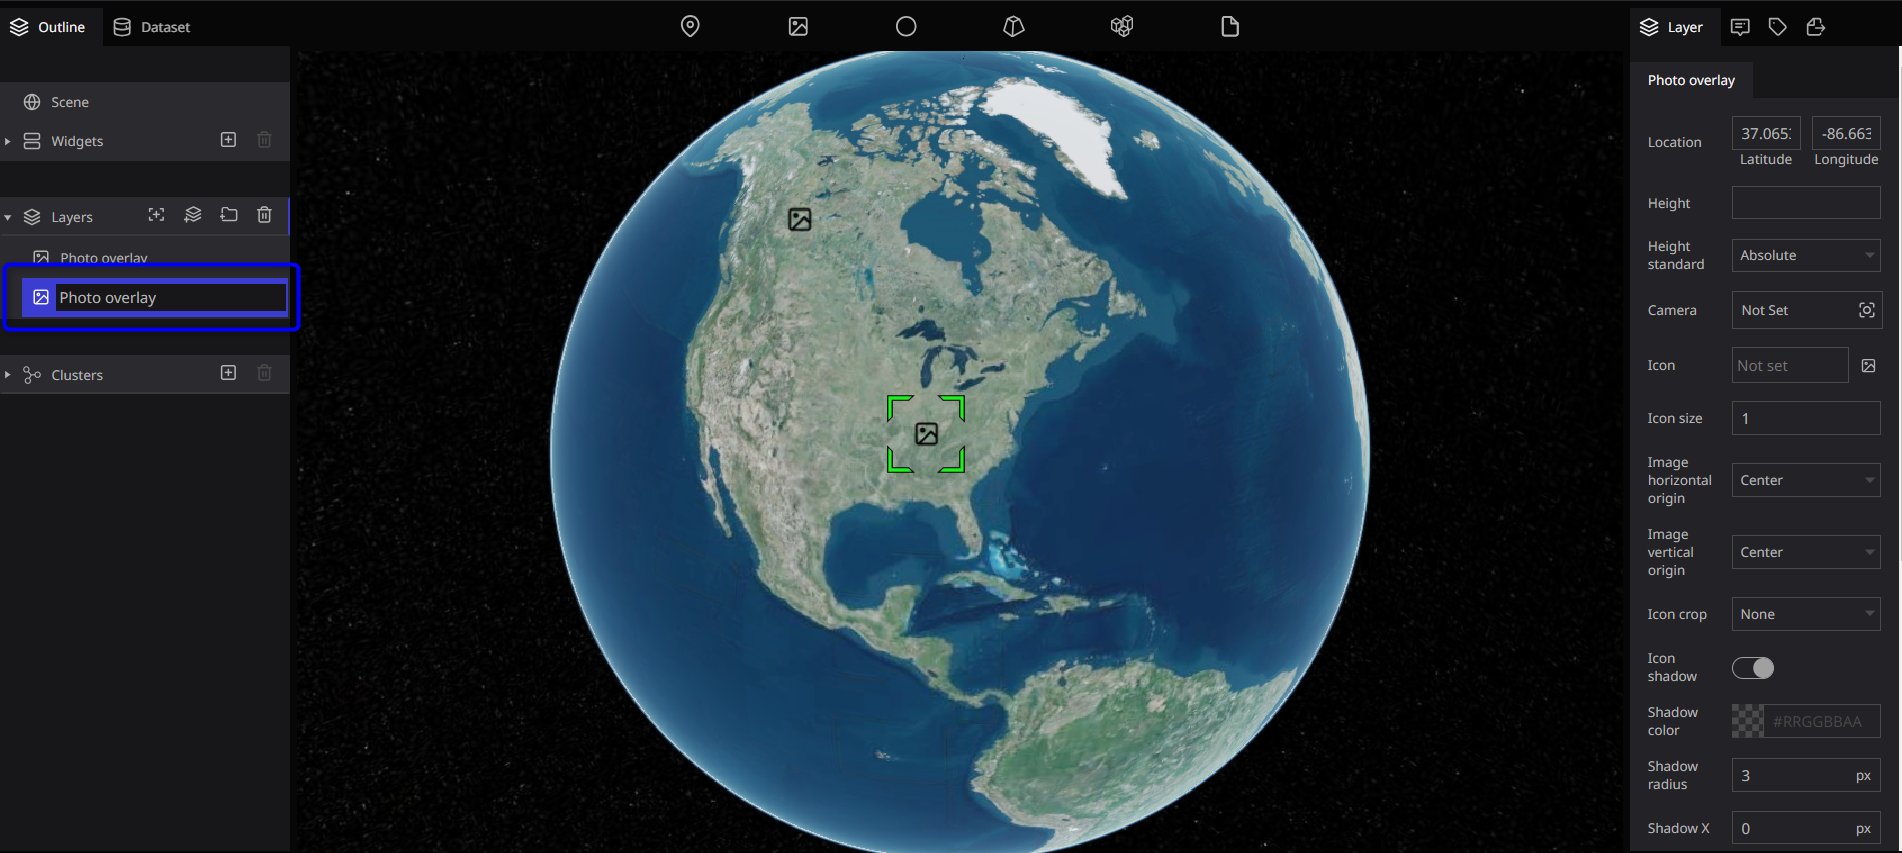 Outline
Dataset
Scene
Widgets
Layers
Photo overlay
Photo overlay
Clusters
Layer
Photo overlay
Location
37.065
-86.663
Latitude
Longitude
Height
Height
standard
Absolute
Camera
Not Set
Icon
Not set
Icon size
1
Image
horizontal
origin
Center
Image
vertical
origin
Center
Icon crop
None
Icon
shadow
Shadow
color
#RRGGBBAA
Shadow
radius
3
px
Shadow X
0
px